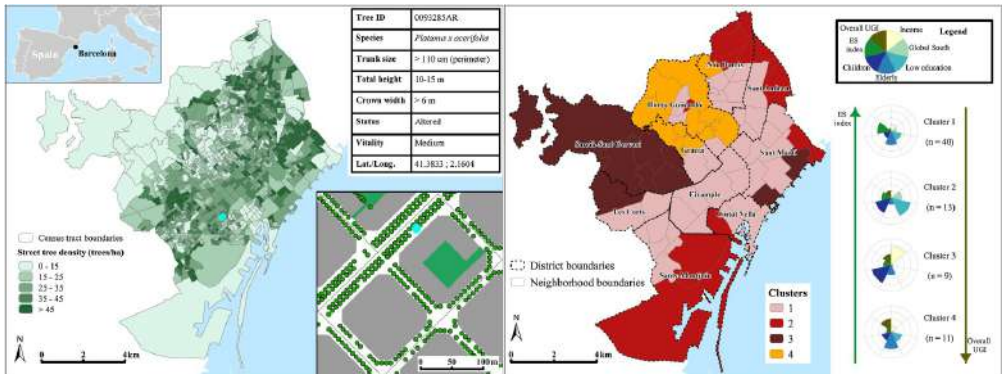 Spain
Barcelona
Tree ID 0093285AR
Species Platanus x acerifolia
Trunk size > 110 cm (perimeter)
Total height 10-15 m
Crown width > 6 m
Status Altered
Vitality Medium
Lat./Long. 41.3833 ; 2.1604
Census tract boundaries
Street tree density (trees/ha)
0 - 15
15 - 25
25 - 35
35 - 45
> 45
N
0 2 4 km
0 50 100 m
Nou Barris
Sant Andreu
Horta-Guinardó
Gràcia
Sarrià-Sant Gervasi
Sant Martí
Eixample
Les Corts
Ciutat Vella
Sants-Montjuïc
District boundaries
Neighborhood boundaries
Clusters
1
2
3
4
N
0 2 4 km
Legend
Overall UGI
Income
ES index
Global South
Children
Low education
Elderly
ES index
Cluster 1
(n = 40)
Cluster 2
(n = 13)
Cluster 3
(n = 9)
Cluster 4
(n = 11)
Overall UGI